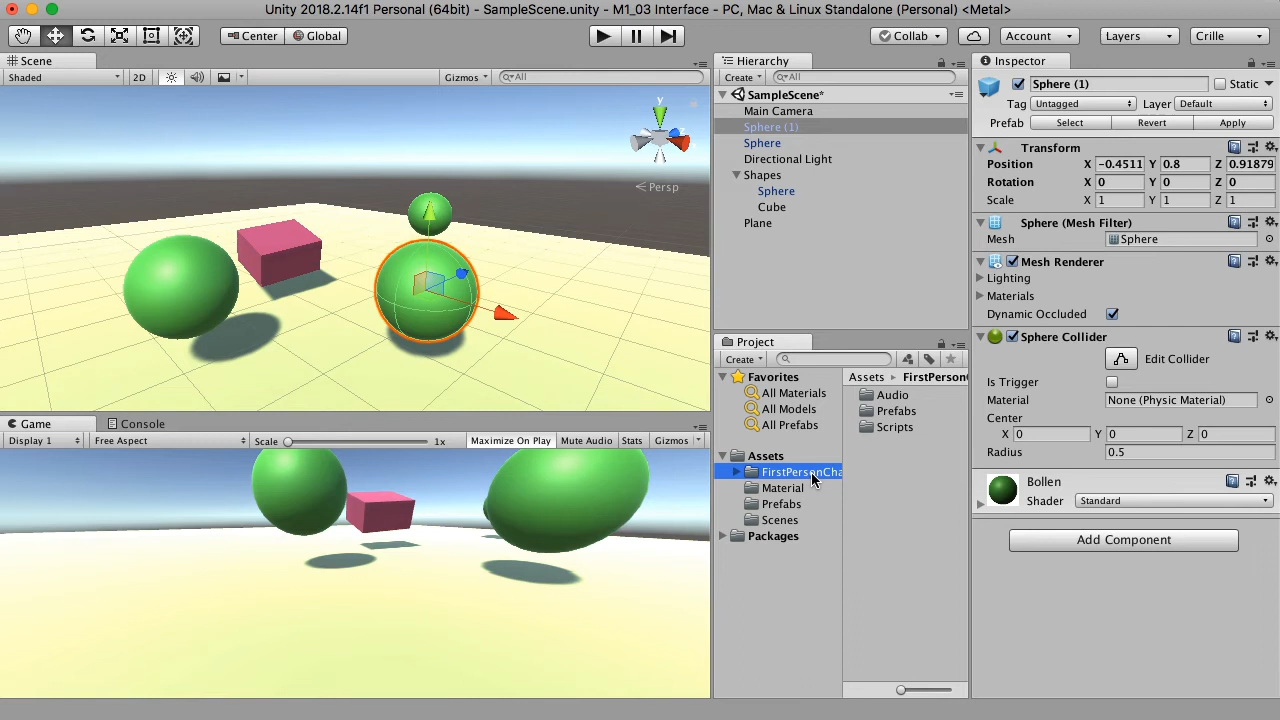 Unity 2018.2.14f1 Personal (64bit) - SampleScene.unity - M1_03 Interface - PC, Mac & Linux Standalone (Personal) <Metal>
Center Global Collab Account Layers Crille
Scene
Shaded 2D Gizmos All
y
Persp
Game Console
Display 1 Free Aspect Scale 1x Maximize On Play Mute Audio Stats Gizmos
Hierarchy
Create All
SampleScene*
Main Camera
Sphere (1)
Sphere
Directional Light
Shapes
Sphere
Cube
Plane
Project
Create
Favorites
All Materials
All Models
All Prefabs
Assets
FirstPersonCha
Material
Prefabs
Scenes
Packages
Assets FirstPerson
Audio
Prefabs
Scripts
Inspector
Sphere (1) Static
Tag Untagged Layer Default
Prefab Select Revert Apply
Transform
Position X -0.4511 Y 0.8 Z 0.91879
Rotation X 0 Y 0 Z 0
Scale X 1 Y 1 Z 1
Sphere (Mesh Filter)
Mesh Sphere
Mesh Renderer
Lighting
Materials
Dynamic Occluded
Sphere Collider
Edit Collider
Is Trigger
Material None (Physic Material)
Center
X 0 Y 0 Z 0
Radius 0.5
Bollen
Shader Standard
Add Component